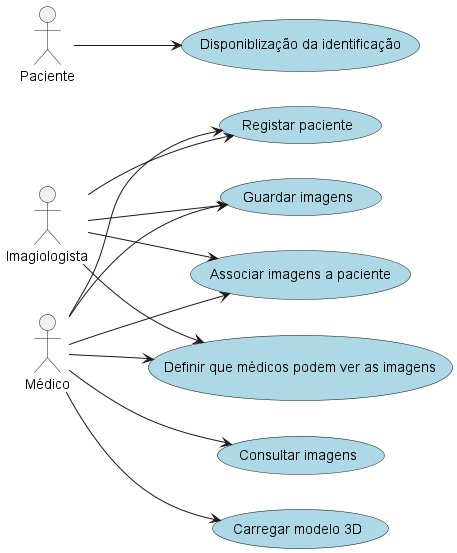 Paciente
Disponiblização da identificação
Registar paciente
Imagiologista
Guardar imagens
Associar imagens a paciente
Médico
Definir que médicos podem ver as imagens
Consultar imagens
Carregar modelo 3D